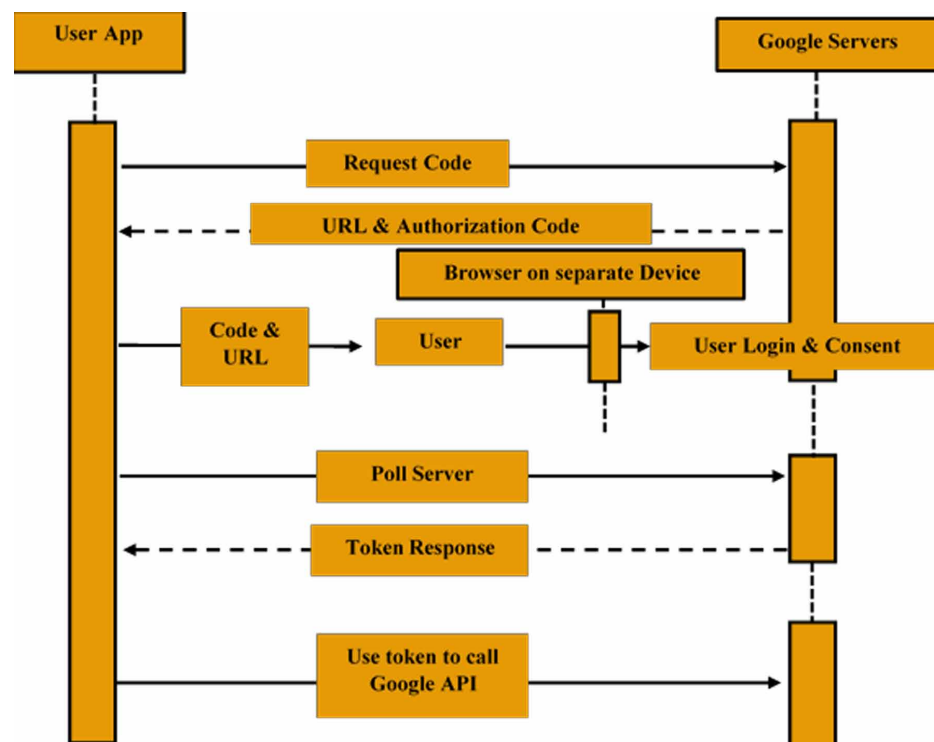 User App
Google Servers
Request Code
URL & Authorization Code
Browser on separate Device
Code &
URL
User
User Login & Consent
Poll Server
Token Response
Use token to call
Google API